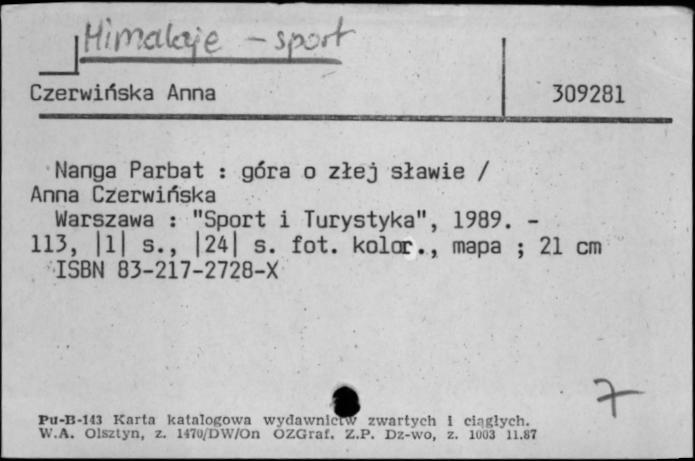 Himalaje - sport
Czerwińska Anna 309281
Nanga Parbat : góra o złej sławie /
Anna Czerwińska
Warszawa : "Sport i Turystyka", 1989. -
113, |1| s., |24| s. fot. kolor., mapa ; 21 cm
ISBN 83-217-2728-X
7
Pu-B-143 Karta katalogowa wydawnictw zwartych i ciągłych.
W.A. Olsztyn, z. 1470/DW/On OZGraf. Z.P. Dz-wo, z. 1003 11.87